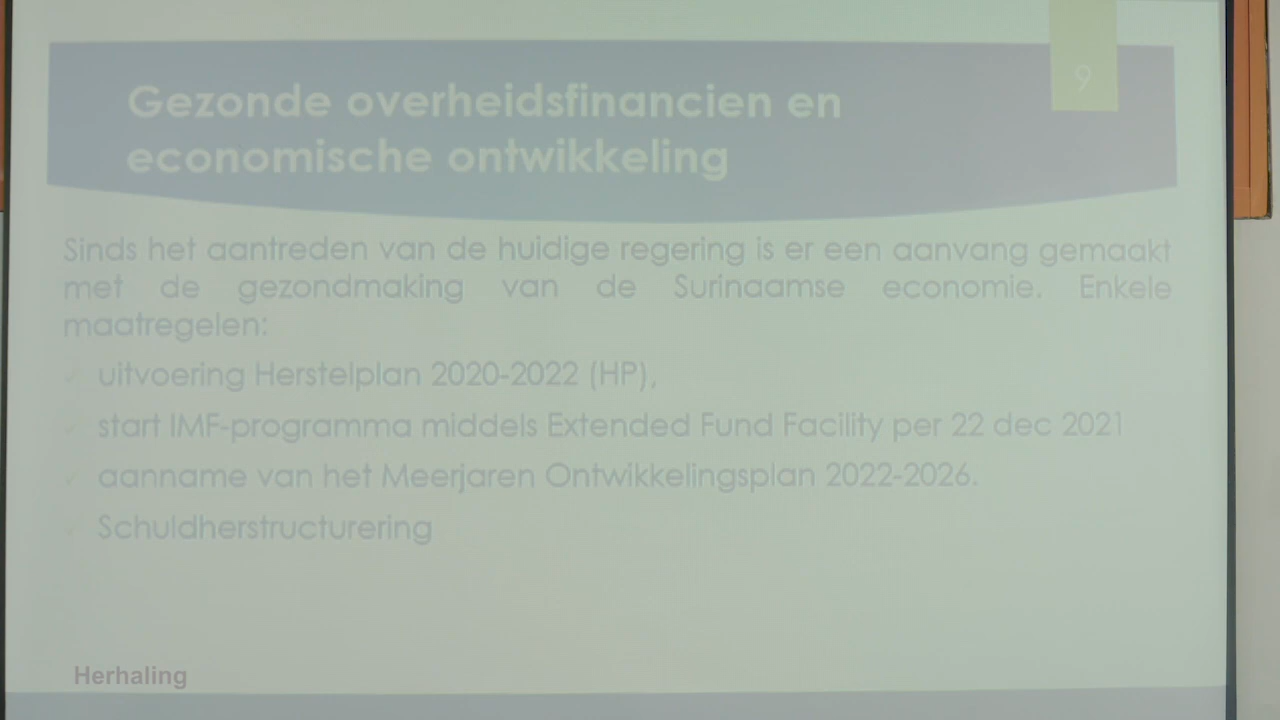 9
Gezonde overheidsfinancien en
economische ontwikkeling
Sinds het aantreden van de huidige regering is er een aanvang gemaakt
met de gezondmaking van de Surinaamse economie. Enkele
maatregelen:
uitvoering Herstelplan 2020-2022 (HP),
start IMF-programma middels Extended Fund Facility per 22 dec 2021
aanname van het Meerjaren Ontwikkelingsplan 2022-2026.
Schuldherstructurering
Herhaling